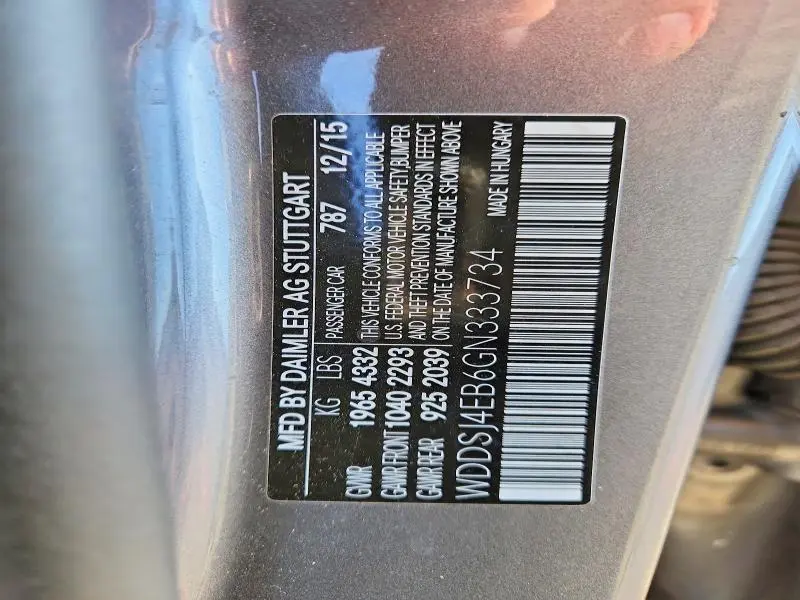 MFD BY DAIMLER AG STUTTGART
KG LBS PASSENGER CAR 787 12/15
GVWR 1965 4332 THIS VEHICLE CONFORMS TO ALL APPLICABLE
GAWR FRONT 1040 2293 U.S. FEDERAL MOTOR VEHICLE SAFETY,BUMPER
GAWR REAR 925 2039 AND THEFT PREVENTION STANDARDS IN EFFECT
ON THE DATE OF MANUFACTURE SHOWN ABOVE
WDDSJ4EB6GN333734 MADE IN HUNGARY